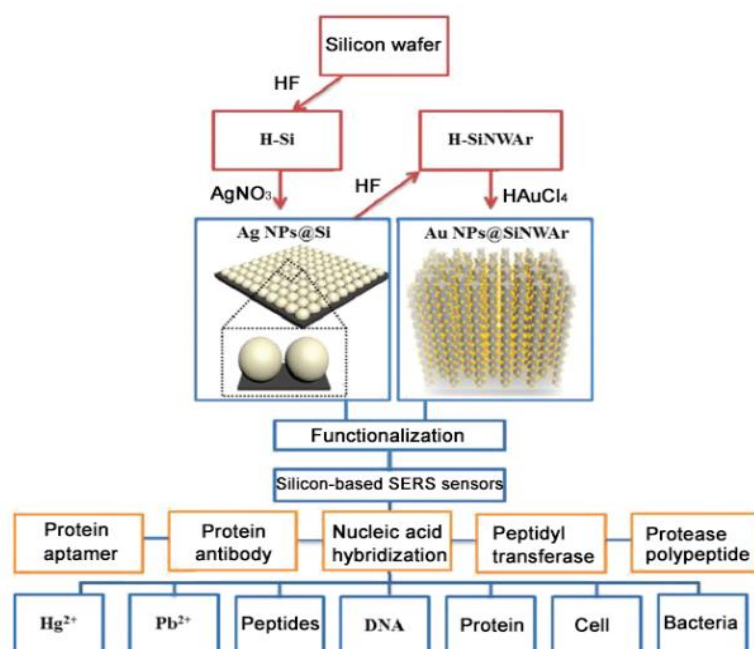 Silicon wafer
HF
H-Si
H-SiNWAr
AgNO₃
HF
HAuCl₄
Ag NPs@Si
Au NPs@SiNWAr
Functionalization
Silicon-based SERS sensors
Protein
aptamer
Protein
antibody
Nucleic acid
hybridization
Peptidyl
transferase
Protease
polypeptide
Hg²⁺
Pb²⁺
Peptides
DNA
Protein
Cell
Bacteria